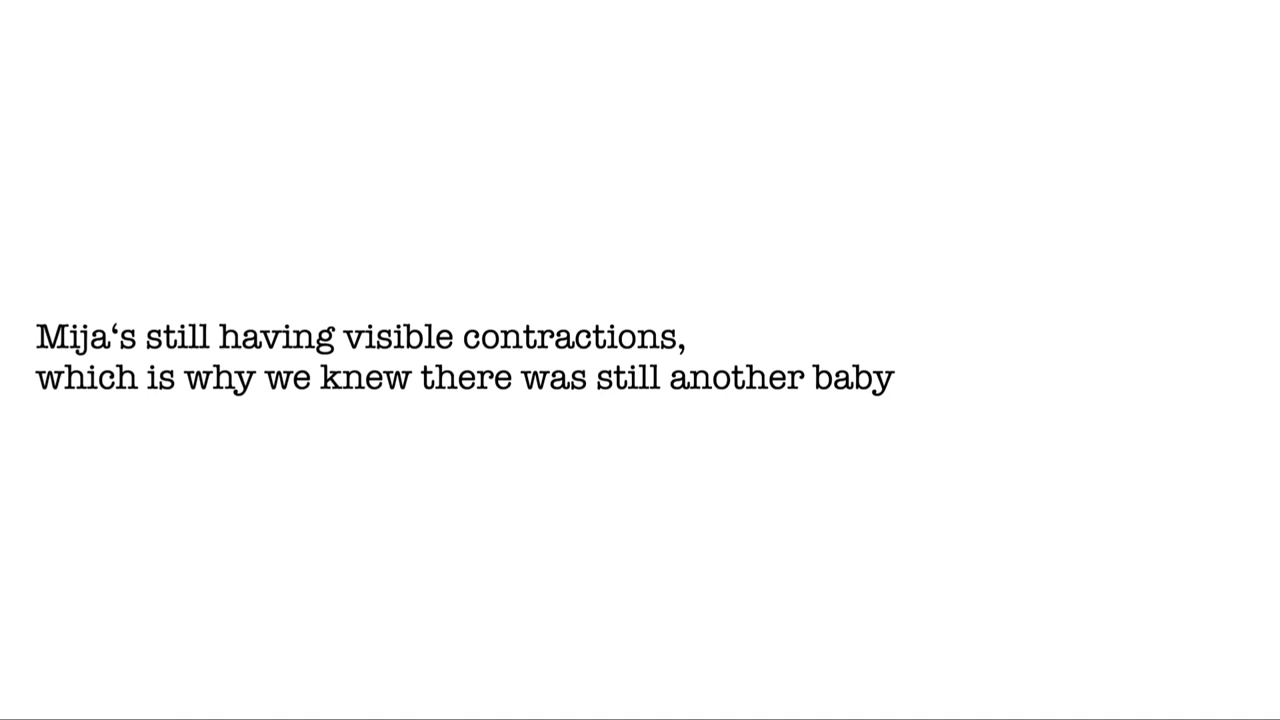 Mija‘s still having visible contractions,
which is why we knew there was still another baby